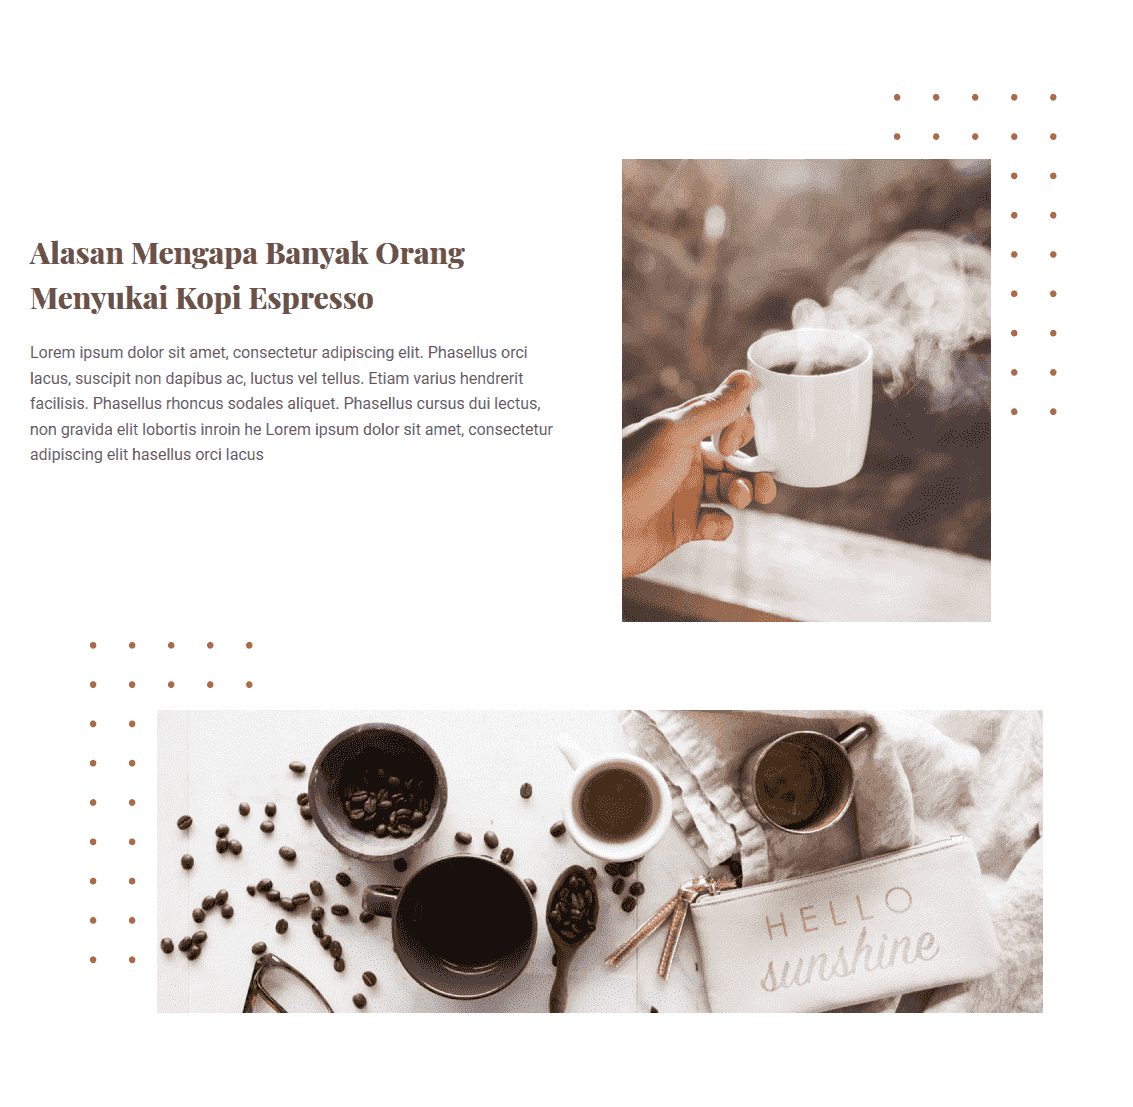 Alasan Mengapa Banyak Orang
Menyukai Kopi Espresso
Lorem ipsum dolor sit amet, consectetur adipiscing elit. Phasellus orci
lacus, suscipit non dapibus ac, luctus vel tellus. Etiam varius hendrerit
facilisis. Phasellus rhoncus sodales aliquet. Phasellus cursus dui lectus,
non gravida elit lobortis inroin he Lorem ipsum dolor sit amet, consectetur
adipiscing elit hasellus orci lacus
HELLO
sunshine